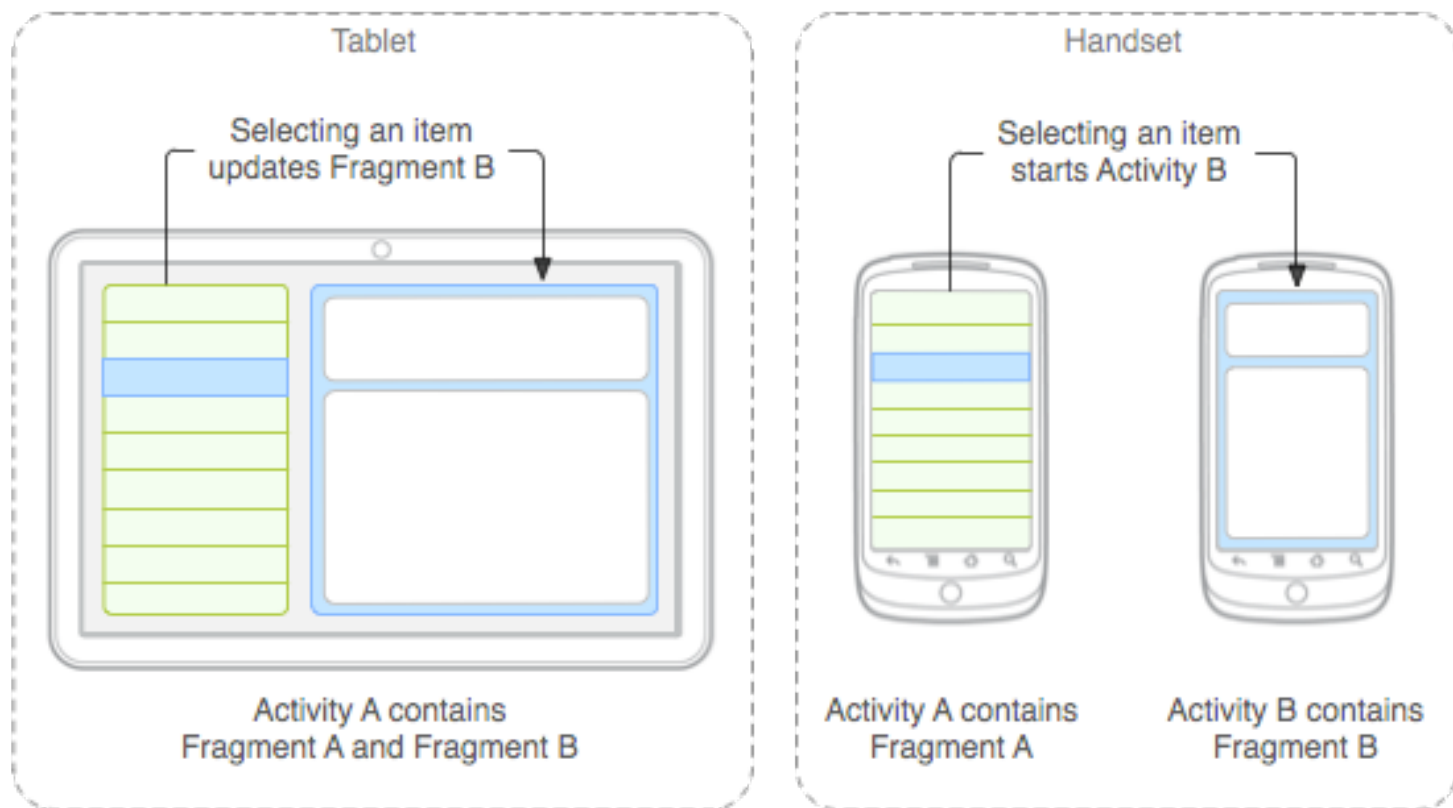 Tablet
Selecting an item
updates Fragment B
Activity A contains
Fragment A and Fragment B
Handset
Selecting an item
starts Activity B
Activity A contains
Fragment A
Activity B contains
Fragment B